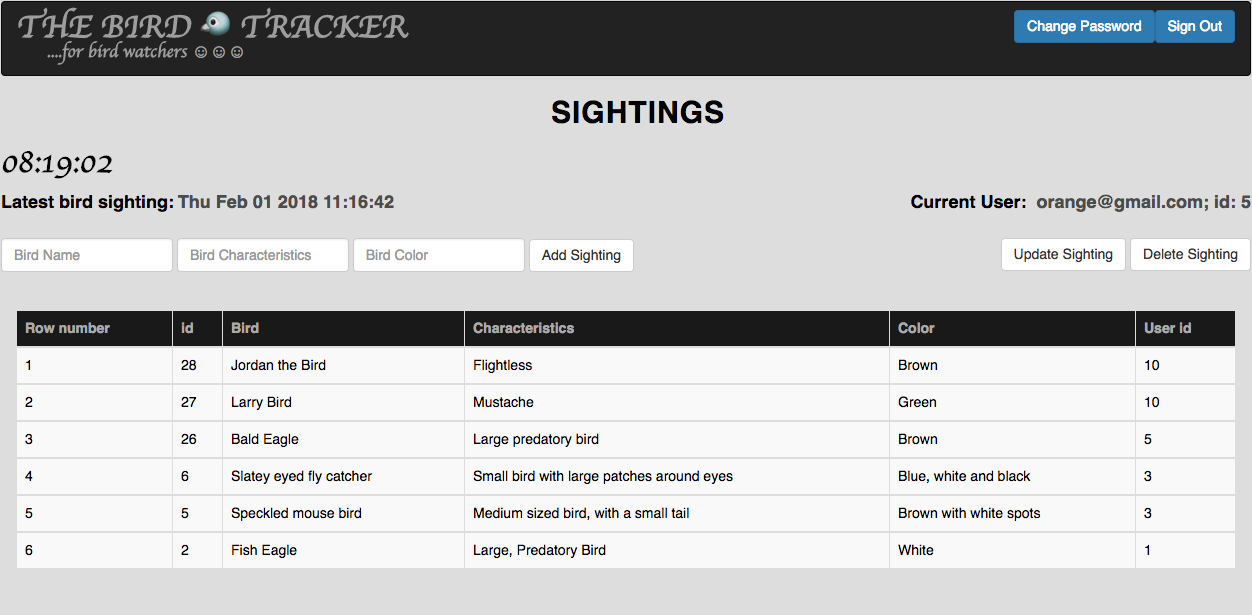 THE BIRD TRACKER
....for bird watchers ☺☺☺
Change Password Sign Out
SIGHTINGS
08:19:02
Latest bird sighting: Thu Feb 01 2018 11:16:42
Current User: orange@gmail.com; id: 5
Bird Name Bird Characteristics Bird Color Add Sighting Update Sighting Delete Sighting
Row number id Bird Characteristics Color User id
1 28 Jordan the Bird Flightless Brown 10
2 27 Larry Bird Mustache Green 10
3 26 Bald Eagle Large predatory bird Brown 5
4 6 Slatey eyed fly catcher Small bird with large patches around eyes Blue, white and black 3
5 5 Speckled mouse bird Medium sized bird, with a small tail Brown with white spots 3
6 2 Fish Eagle Large, Predatory Bird White 1